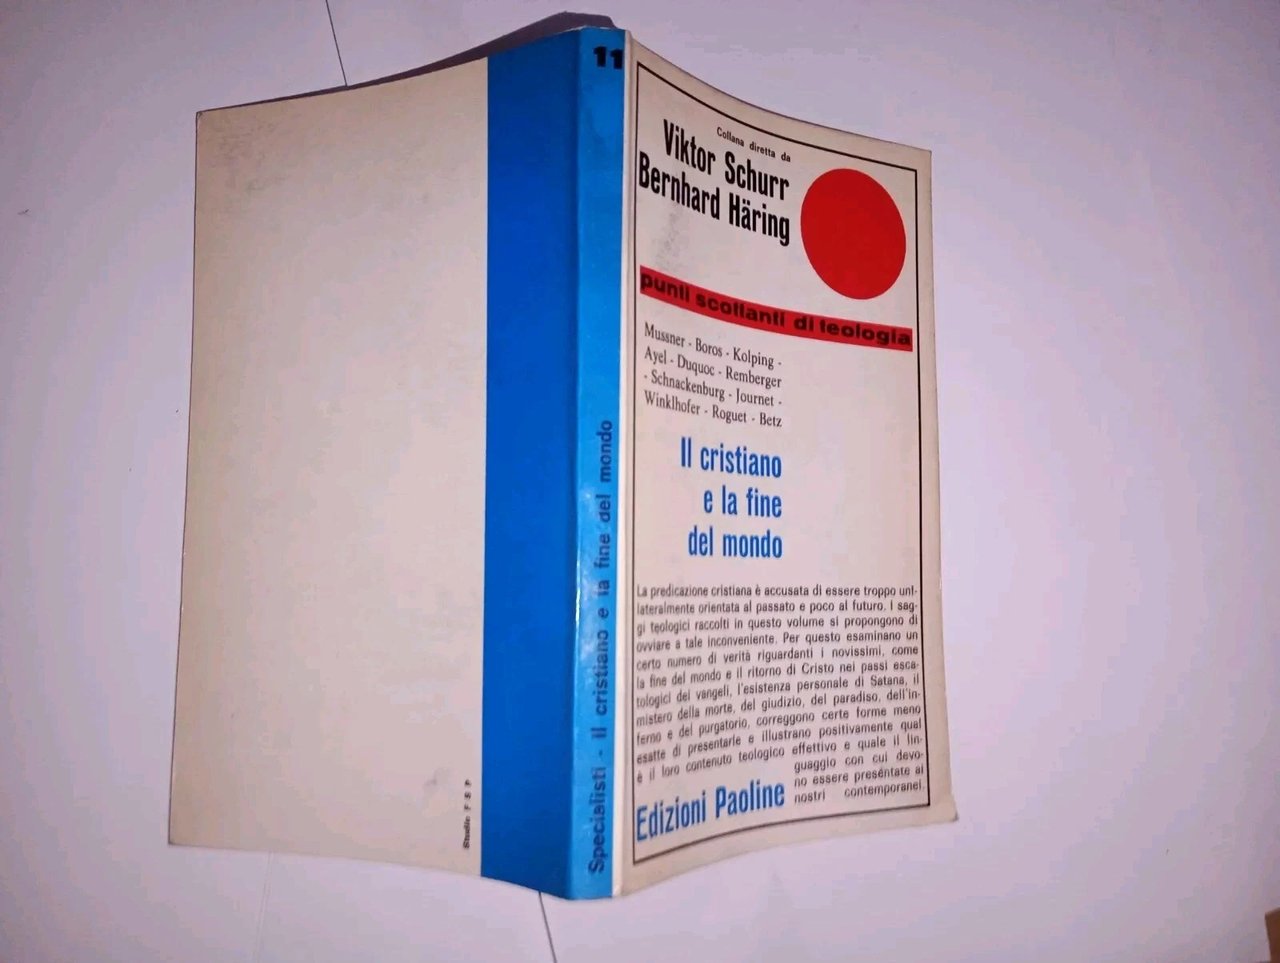 Studio F S P
11
Specialisti - Il cristiano e la fine del mondo
Collana diretta da
Viktor Schurr
Bernhard Häring
punti scottanti di teologia
Mussner - Boros - Kolping -
Ayel - Duquoc - Remberger
- Schnackenburg - Journet -
Winklhofer - Roguet - Betz
Il cristiano
e la fine
del mondo
La predicazione cristiana è accusata di essere troppo uni-
lateralmente orientata al passato e poco al futuro. I sag-
gi teologici raccolti in questo volume si propongono di
ovviare a tale inconveniente. Per questo esaminano un
certo numero di verità riguardanti i novissimi, come
la fine del mondo e il ritorno di Cristo nei passi esca-
tologici dei vangeli, l'esistenza personale di Satana, il
mistero della morte, del giudizio, del paradiso, dell'in-
ferno e del purgatorio, correggono certe forme meno
esatte di presentarle e illustrano positivamente qual
è il loro contenuto teologico effettivo e quale il lin-
guaggio con cui devo-
no essere presentate ai
nostri contemporanei.
Edizioni Paoline